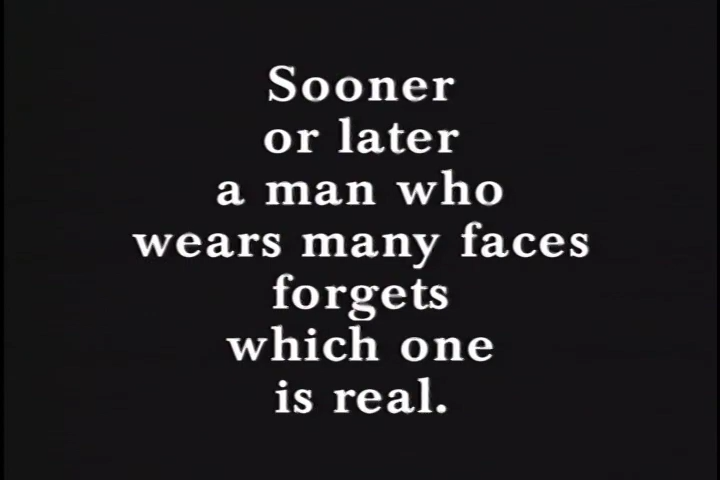 Sooner
or later
a man who
wears many faces
forgets
which one
is real.